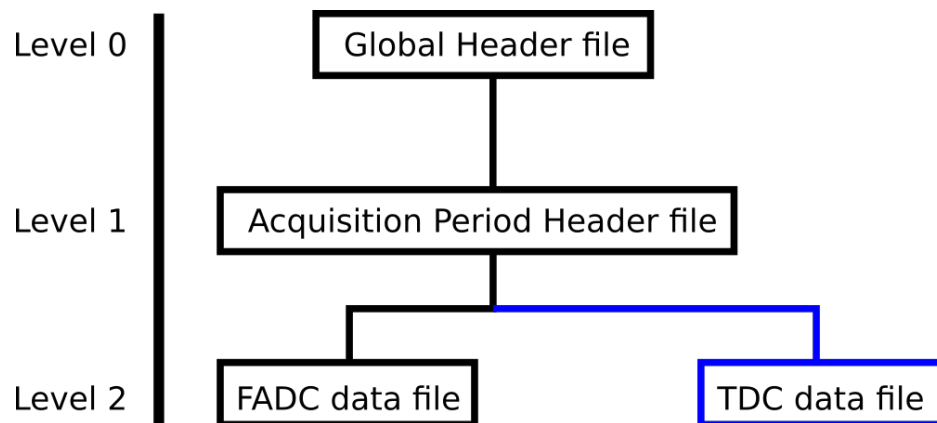 Level 0
Global Header file
Level 1
Acquisition Period Header file
Level 2
FADC data file
TDC data file